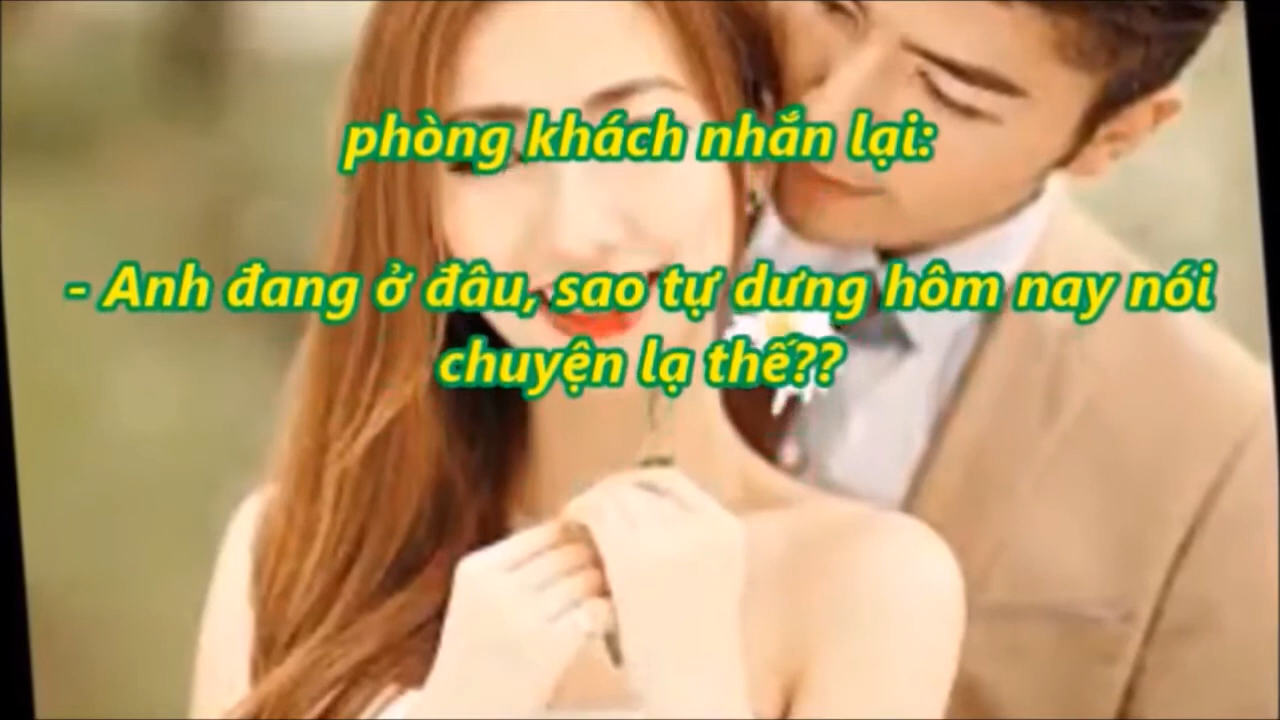 phòng khách nhắn lại:
- Anh đang ở đâu, sao tự dưng hôm nay nói
chuyện lạ thế??